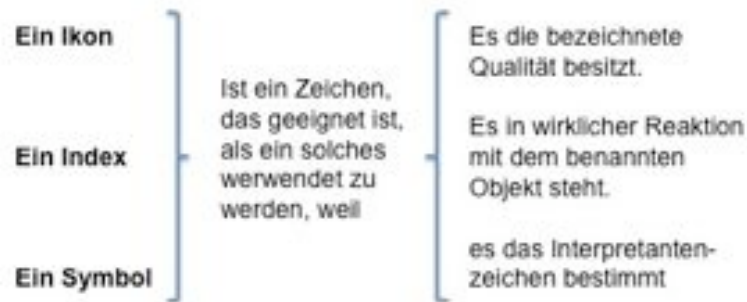 Ein Ikon
Ein Index
Ein Symbol
Ist ein Zeichen,
das geeignet ist,
als ein solches
werwendet zu
werden, weil
Es die bezeichnete
Qualität besitzt.
Es in wirklicher Reaktion
mit dem benannten
Objekt steht.
es das Interpretanten-
zeichen bestimmt